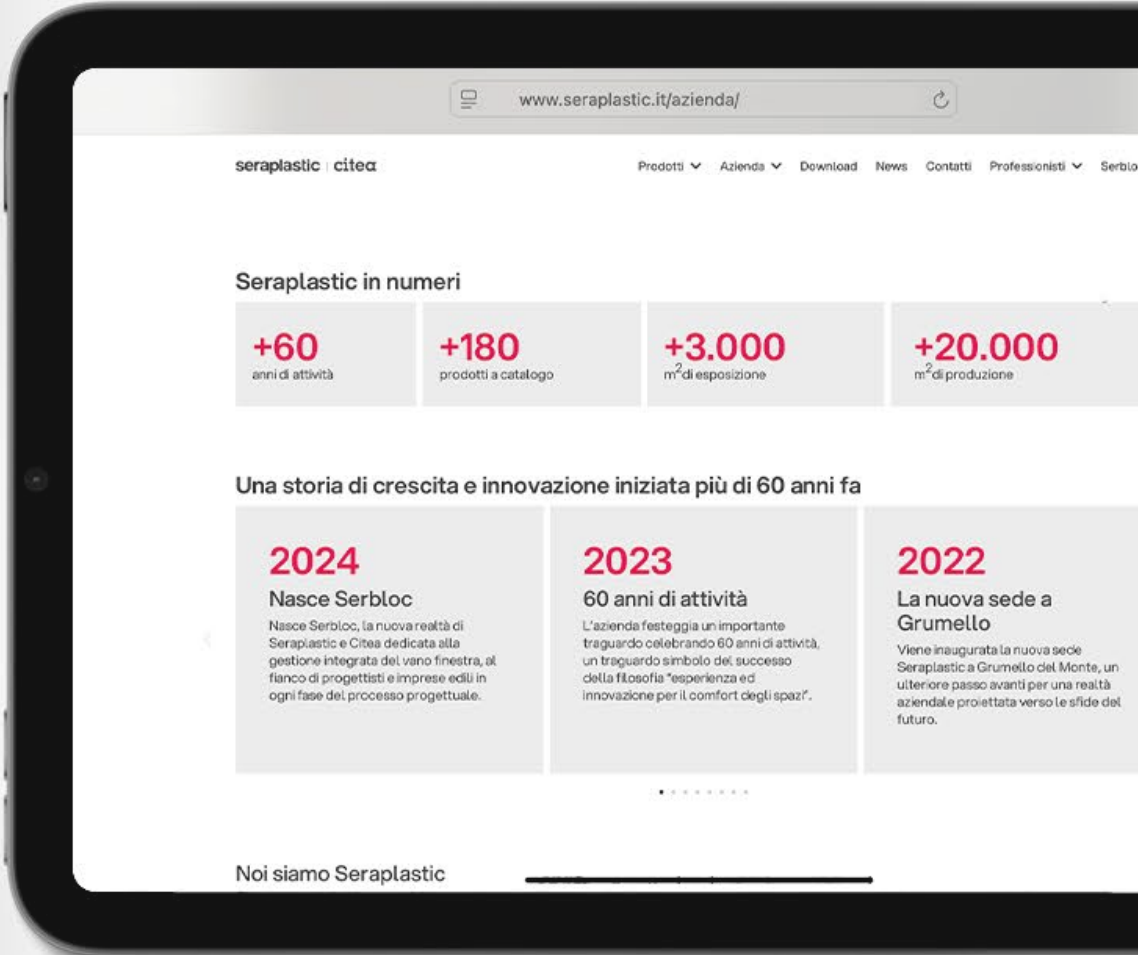 www.seraplastic.it/azienda/
seraplastic | citea
Prodotti Azienda Download News Contatti Professionisti Serblo
Seraplastic in numeri
+60
anni di attività
+180
prodotti a catalogo
+3.000
m²di esposizione
+20.000
m²di produzione
Una storia di crescita e innovazione iniziata più di 60 anni fa
2024
Nasce Serbloc
Nasce Serbloc, la nuova realtà di
Seraplastic e Citea dedicata alla
gestione integrata del vano finestra, al
fianco di progettisti e imprese edili in
ogni fase del processo progettuale.
2023
60 anni di attività
L'azienda festeggia un importante
traguardo celebrando 60 anni di attività,
un traguardo simbolo del successo
della filosofia "esperienza ed
innovazione per il comfort degli spazi".
2022
La nuova sede a
Grumello
Viene inaugurata la nuova sede
Seraplastic a Grumello del Monte, un
ulteriore passo avanti per una realtà
aziendale proiettata verso le sfide del
futuro.
Noi siamo Seraplastic